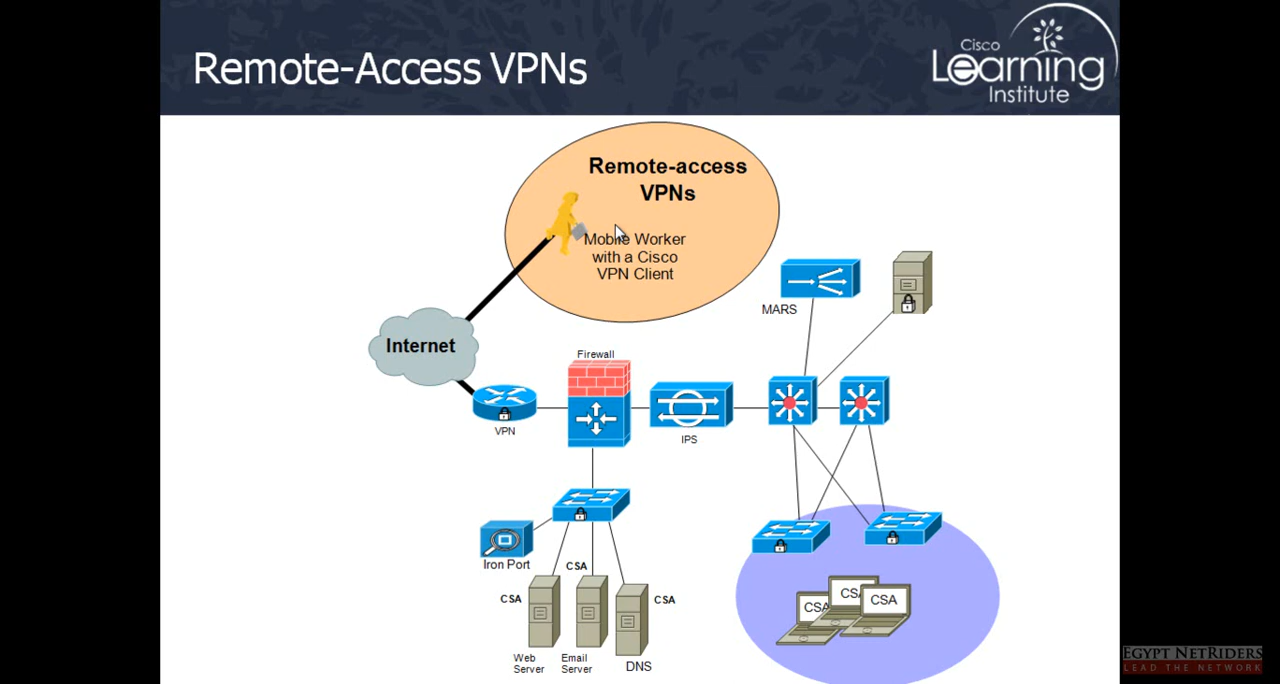 Remote-Access VPNs
Cisco
Learning
Institute
Remote-access
VPNs
Mobile Worker
with a Cisco
VPN Client
Internet
MARS
Firewall
VPN
IPS
Iron Port
CSA
CSA
CSA
Web
Server
Email
Server
DNS
CSA
CSA
CSA
EGYPT NETRIDERS
LEAD THE NETWORK